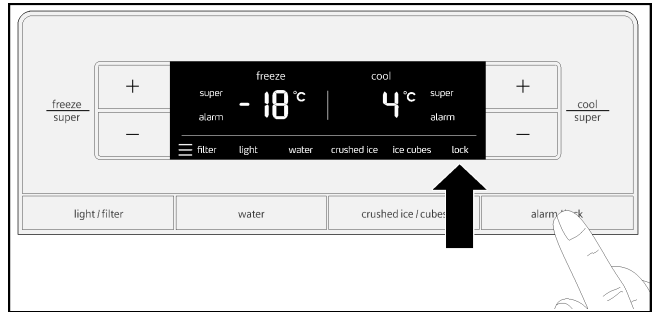 freeze cool
super - 18 °C 4 °C super
alarm alarm
filter light water crushed ice ice cubes lock
freeze
super
+
−
+
−
cool
super
light / filter water crushed ice / cubes alarm